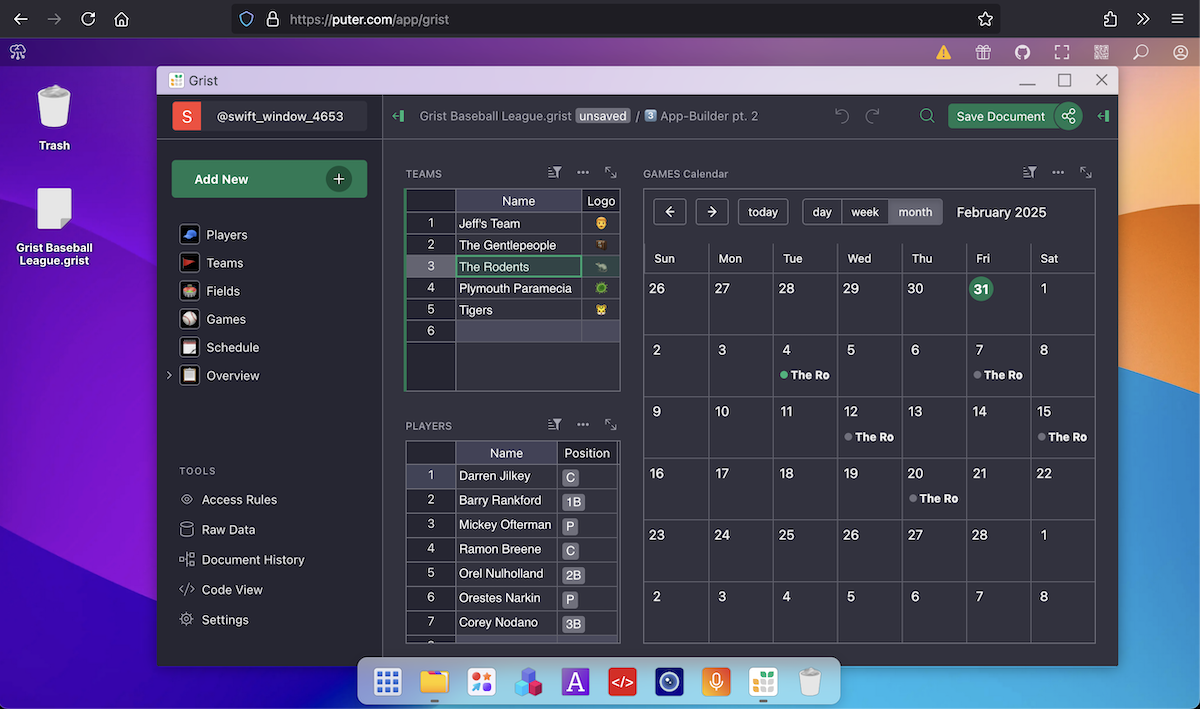 https://puter.com/app/grist
Trash
Grist Baseball
League.grist
Grist
S
@swift_window_4653
Grist Baseball League.grist unsaved / 3 App-Builder pt. 2
Save Document
Add New
Players
Teams
Fields
Games
Schedule
Overview
TOOLS
Access Rules
Raw Data
Document History
</> Code View
Settings
TEAMS
Name Logo
1 Jeff's Team
2 The Gentlepeople
3 The Rodents
4 Plymouth Paramecia
5 Tigers
6
PLAYERS
Name Position
1 Darren Jilkey C
2 Barry Rankford 1B
3 Mickey Ofterman P
4 Ramon Breene C
5 Orel Nulholland 2B
6 Orestes Narkin P
7 Corey Nodano 3B
GAMES Calendar
today day week month February 2025
Sun Mon Tue Wed Thu Fri Sat
26 27 28 29 30 31 1
2 3 4 5 6 7 8
The Ro The Ro
9 10 11 12 13 14 15
The Ro The Ro
16 17 18 19 20 21 22
The Ro
23 24 25 26 27 28 1
2 3 4 5 6 7 8
A
</>